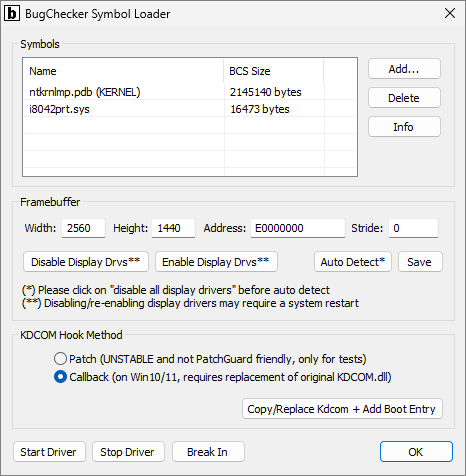 b BugChecker Symbol Loader
Symbols
Name BCS Size
ntkrnlmp.pdb (KERNEL) 2145140 bytes
i8042prt.sys 16473 bytes
Add...
Delete
Info
Framebuffer
Width: 2560 Height: 1440 Address: E0000000 Stride: 0
Disable Display Drvs** Enable Display Drvs** Auto Detect* Save
(*) Please click on "disable all display drivers" before auto detect
(**) Disabling/re-enabling display drivers may require a system restart
KDCOM Hook Method
Patch (UNSTABLE and not PatchGuard friendly, only for tests)
Callback (on Win10/11, requires replacement of original KDCOM.dll)
Copy/Replace Kdcom + Add Boot Entry
Start Driver Stop Driver Break In OK